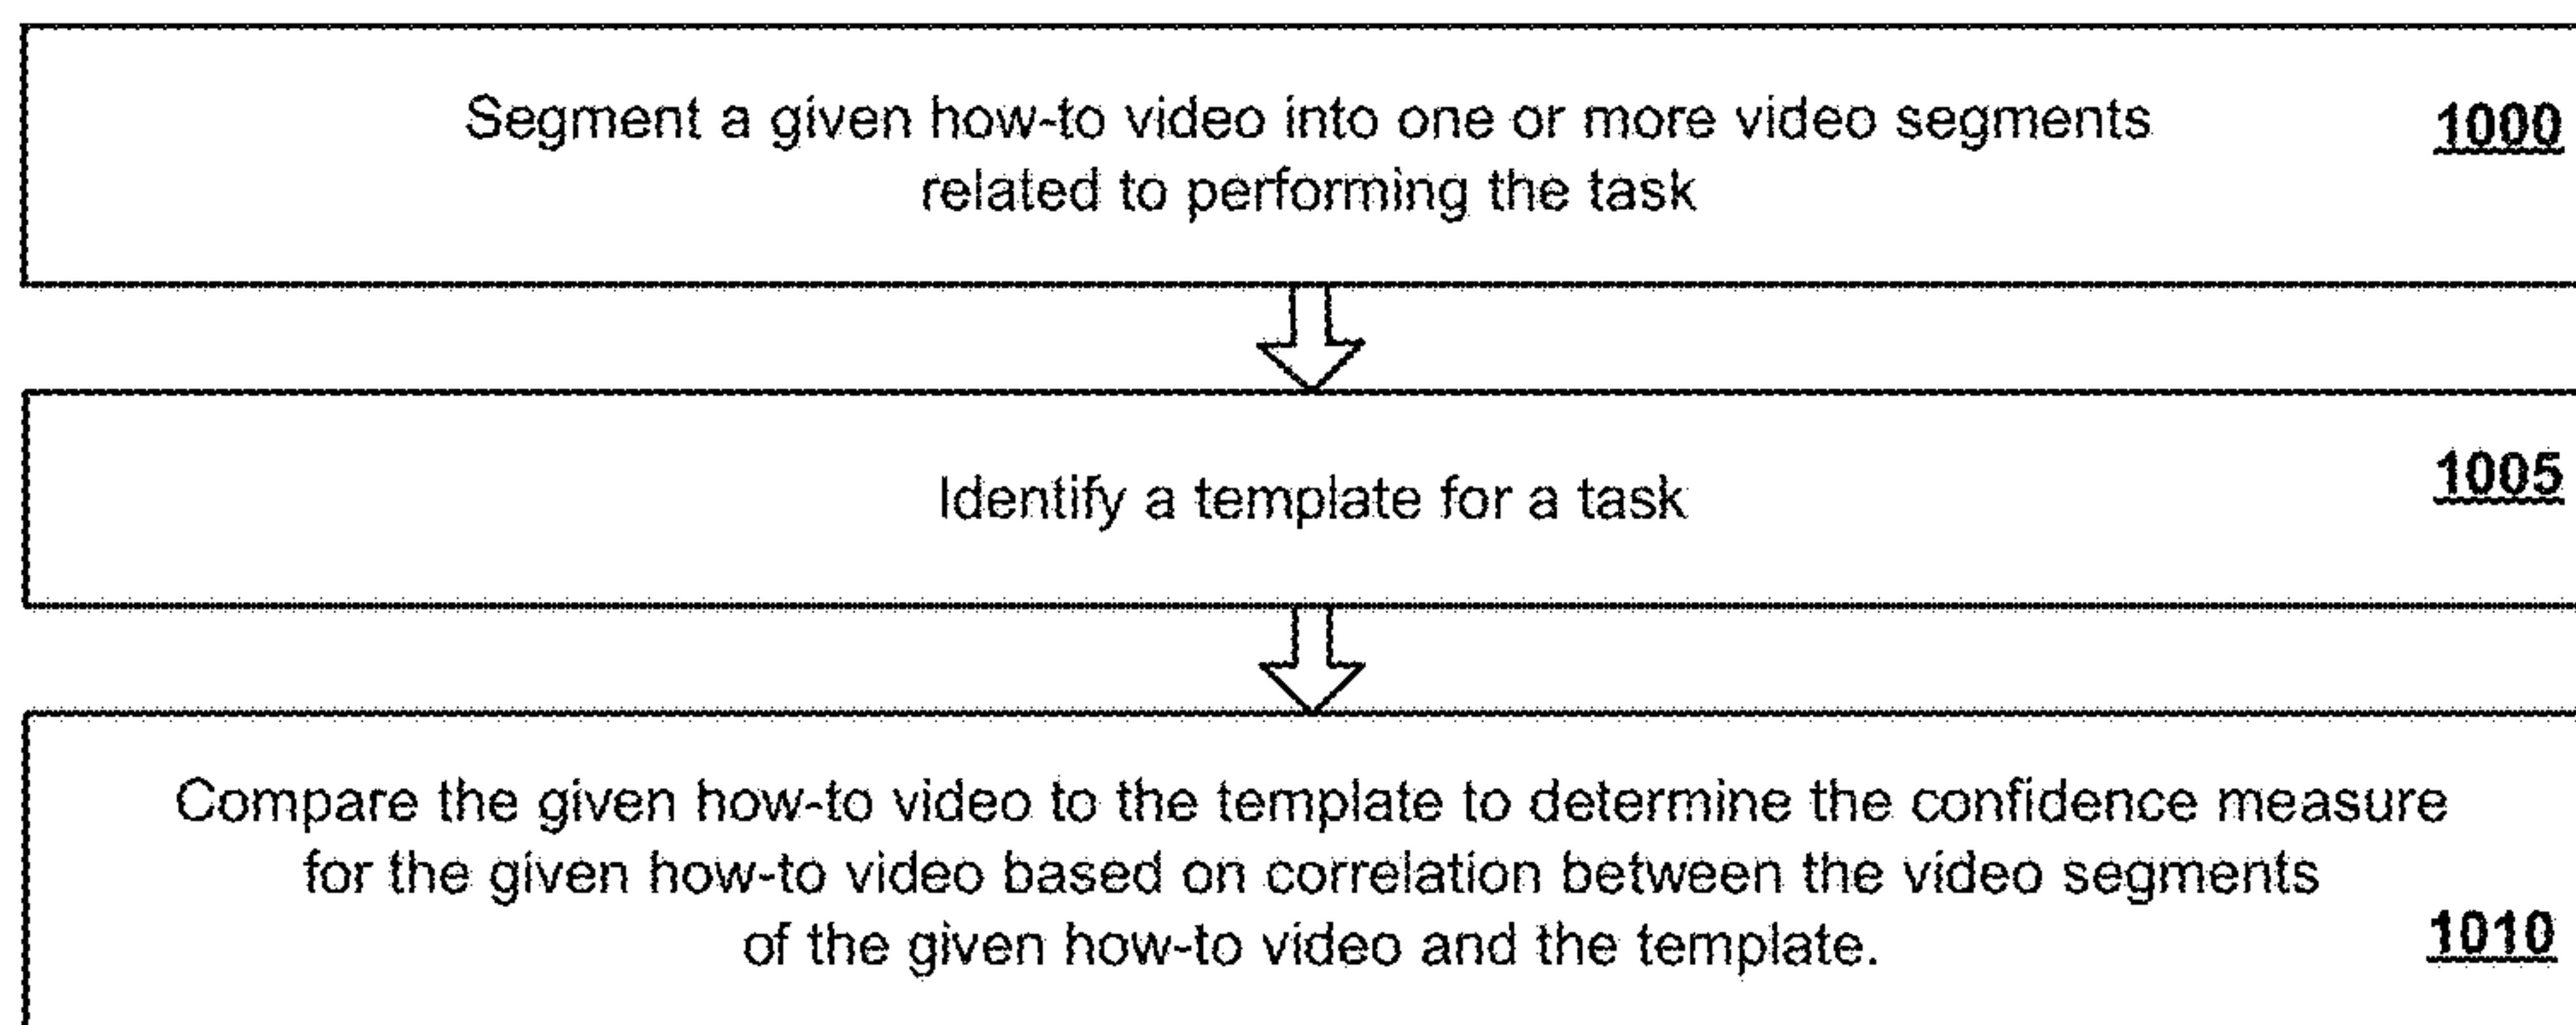 Segment a given how-to video into one or more video segments
1000
related to performing the task
1005
Identify a template for a task
Compare the given how-to video to the template to determine the confidence measure
for the given how-to video based on correlation between the video segments
of the given how-to video and the template.
1010